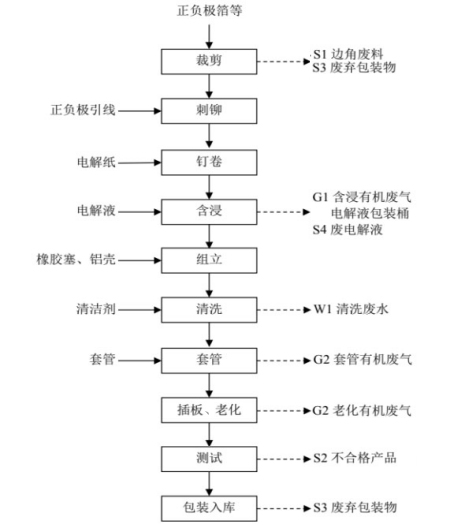 正负极箔等
裁剪
S1 边角废料
S3 废弃包装物
正负极引线
刺铆
电解纸
钉卷
电解液
含浸
G1 含浸有机废气
电解液包装桶
S4 废电解液
橡胶塞、铝壳
组立
清洁剂
清洗
W1 清洗废水
套管
套管
G2 套管有机废气
插板、老化
G2 老化有机废气
测试
S2 不合格产品
包装入库
S3 废弃包装物